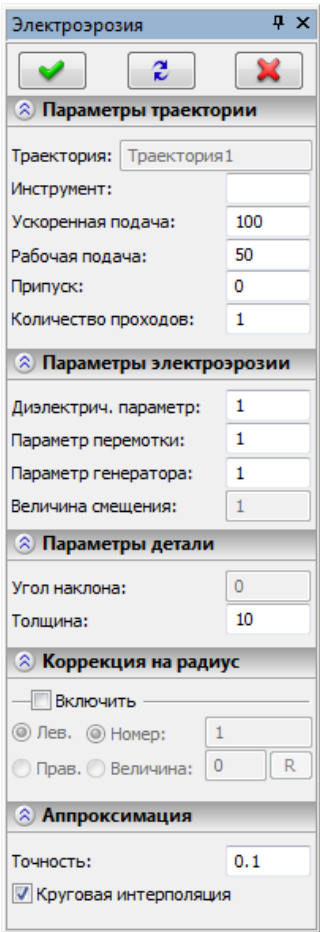 Электроэрозия
Параметры траектории
Траектория: Траектория1
Инструмент:
Ускоренная подача: 100
Рабочая подача: 50
Припуск: 0
Количество проходов: 1
Параметры электроэрозии
Диэлектрич. параметр: 1
Параметр перемотки: 1
Параметр генератора: 1
Величина смещения: 1
Параметры детали
Угол наклона: 0
Толщина: 10
Коррекция на радиус
Включить
Лев. Номер: 1
Прав. Величина: 0 R
Аппроксимация
Точность: 0.1
Круговая интерполяция